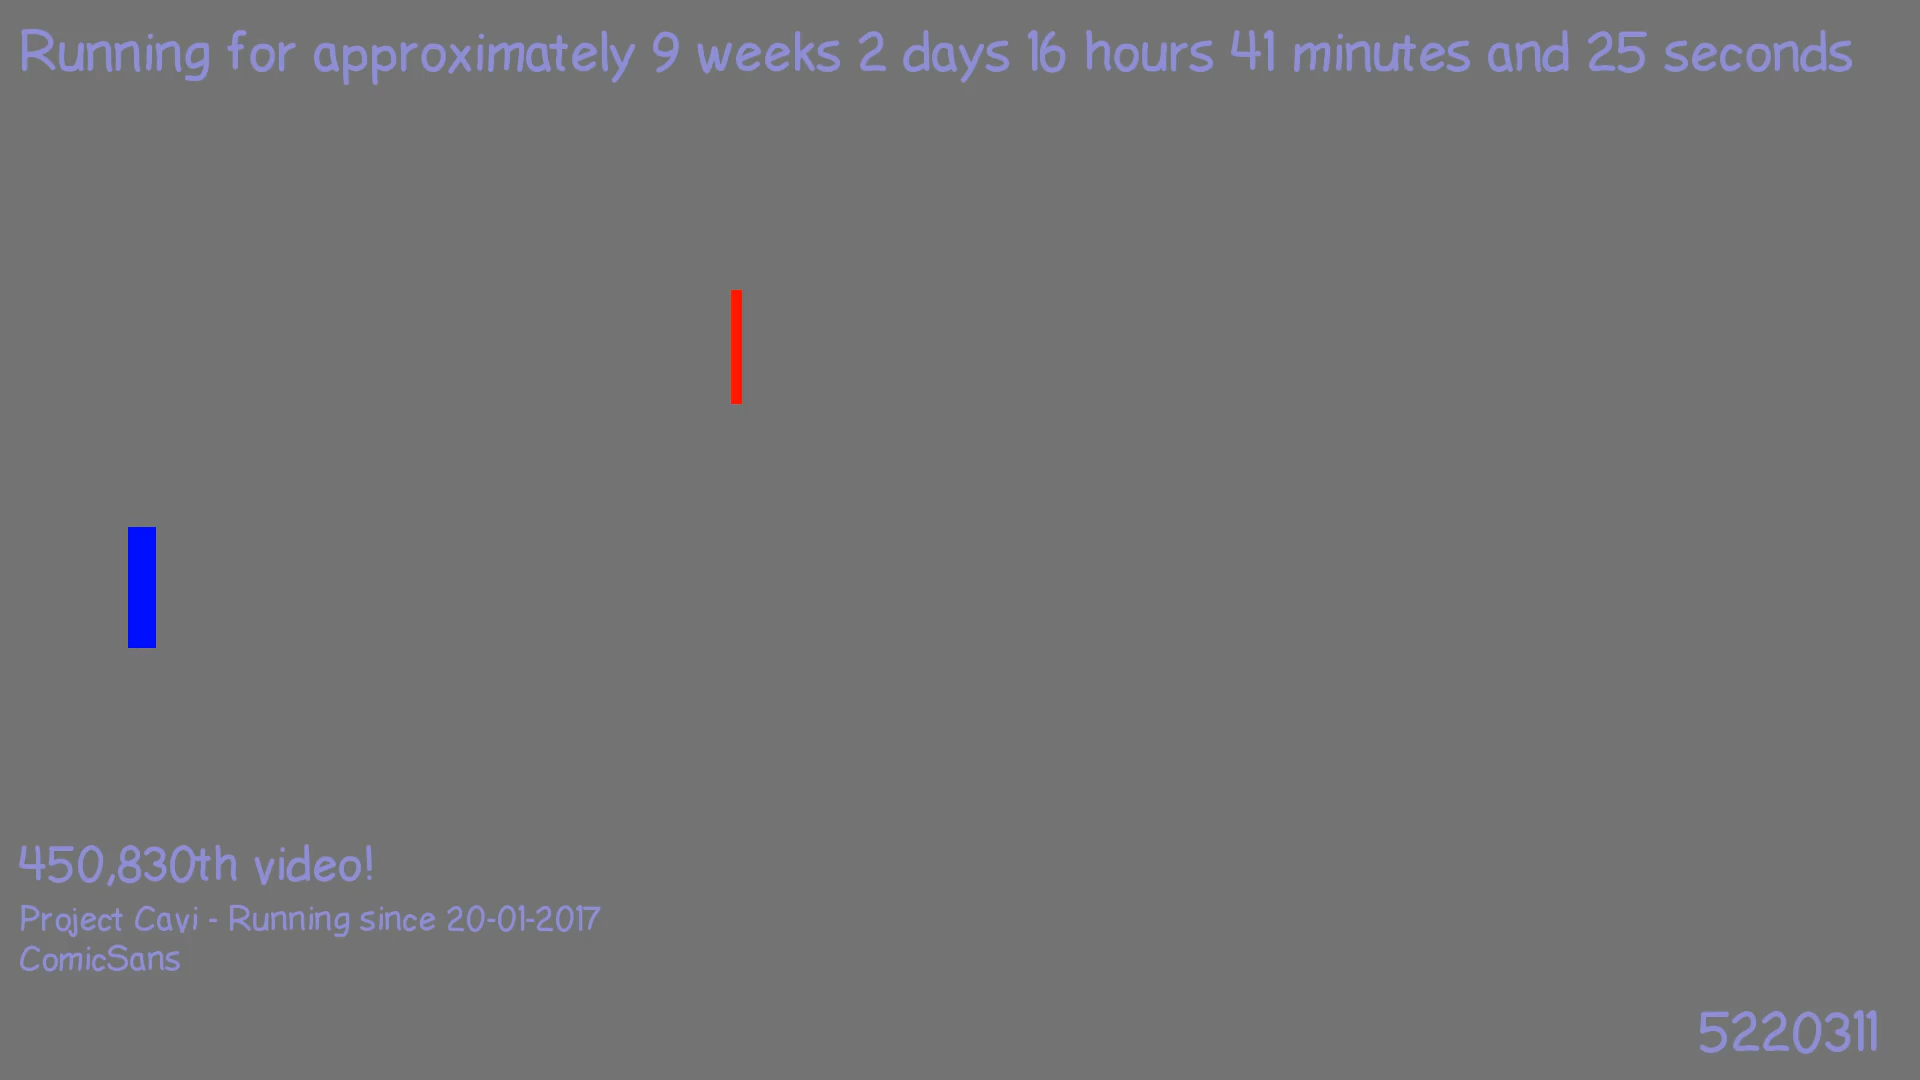 Running for approximately 9 weeks 2 days 16 hours 41 minutes and 25 seconds
450,830th video!
Project Cavi - Running since 20-01-2017
ComicSans
5220311